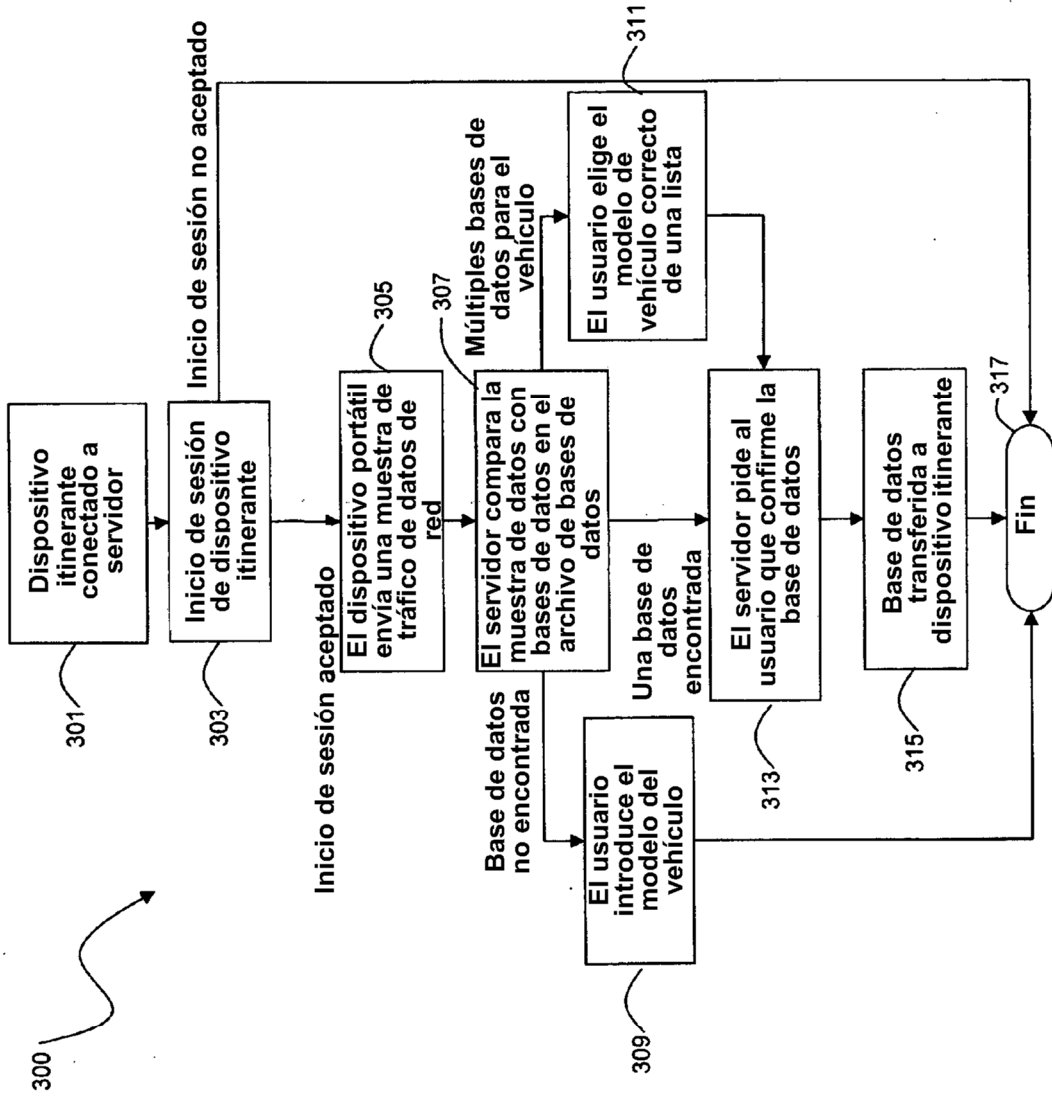 300
Dispositivo
itinerante
conectado a
servidor
301
Inicio de sesión
de dispositivo
itinerante
303
Inicio de sesión no aceptado
Inicio de sesión aceptado
El dispositivo portátil
envía una muestra de
tráfico de datos de
red
305
El servidor compara la
muestra de datos con
bases de datos en el
archivo de bases de
datos
307
Múltiples bases de
datos para el
vehículo
Base de datos
no encontrada
Una base de
datos
encontrada
El usuario
introduce el
modelo del
vehículo
309
El usuario elige el
modelo de
vehículo correcto
de una lista
311
El servidor pide al
usuario que confirme la
base de datos
313
Base de datos
transferida a
dispositivo itinerante
315
Fin
317